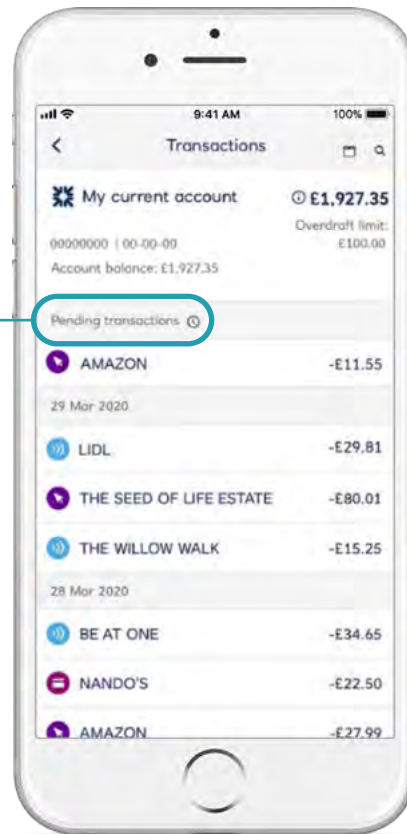 9:41 AM 100%
Transactions
My current account £1,927.35
Overdraft limit:
00000000 | 00-00-00 £100.00
Account balance: £1,927.35
Pending transactions
AMAZON -£11.55
29 Mar 2020
LIDL -£29.81
THE SEED OF LIFE ESTATE -£80.01
THE WILLOW WALK -£15.25
28 Mar 2020
BE AT ONE -£34.65
NANDO'S -£22.50
AMAZON -£27.99